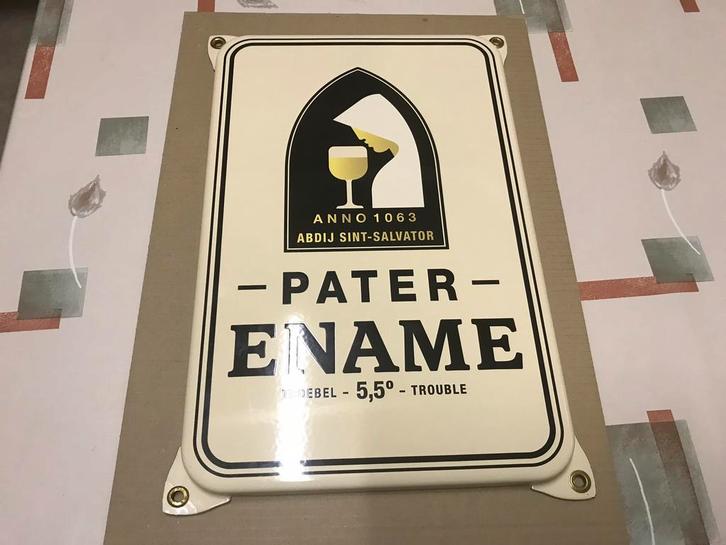 ANNO 1063
ABDIJ SINT-SALVATOR
- PATER -
ENAME
TROEBEL - 5,5° - TROUBLE